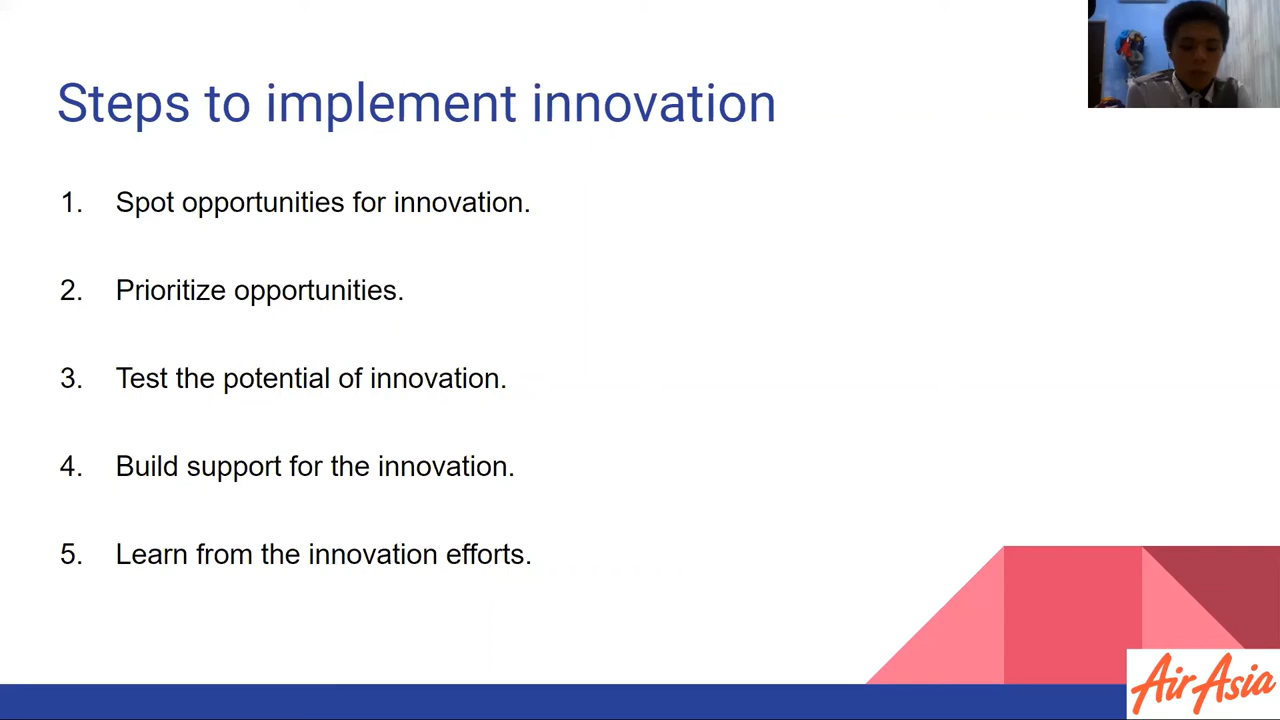 Steps to implement innovation
1. Spot opportunities for innovation.
2. Prioritize opportunities.
3. Test the potential of innovation.
4. Build support for the innovation.
5. Learn from the innovation efforts.
AirAsia